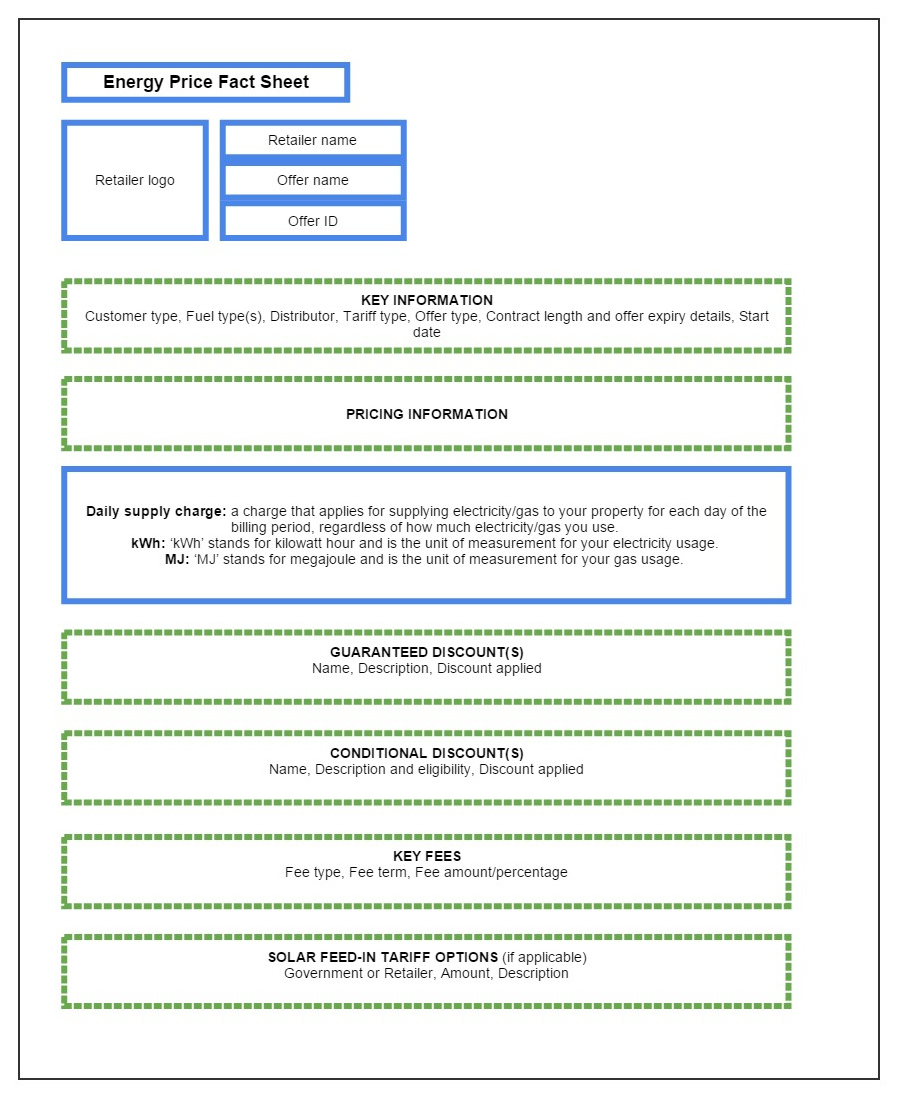 Energy Price Fact Sheet
Retailer logo
Retailer name
Offer name
Offer ID
KEY INFORMATION
Customer type, Fuel type(s), Distributor, Tariff type, Offer type, Contract length and offer expiry details, Start
date
PRICING INFORMATION
Daily supply charge: a charge that applies for supplying electricity/gas to your property for each day of the
billing period, regardless of how much electricity/gas you use.
kWh: ‘kWh’ stands for kilowatt hour and is the unit of measurement for your electricity usage.
MJ: ‘MJ’ stands for megajoule and is the unit of measurement for your gas usage.
GUARANTEED DISCOUNT(S)
Name, Description, Discount applied
CONDITIONAL DISCOUNT(S)
Name, Description and eligibility, Discount applied
KEY FEES
Fee type, Fee term, Fee amount/percentage
SOLAR FEED-IN TARIFF OPTIONS (if applicable)
Government or Retailer, Amount, Description